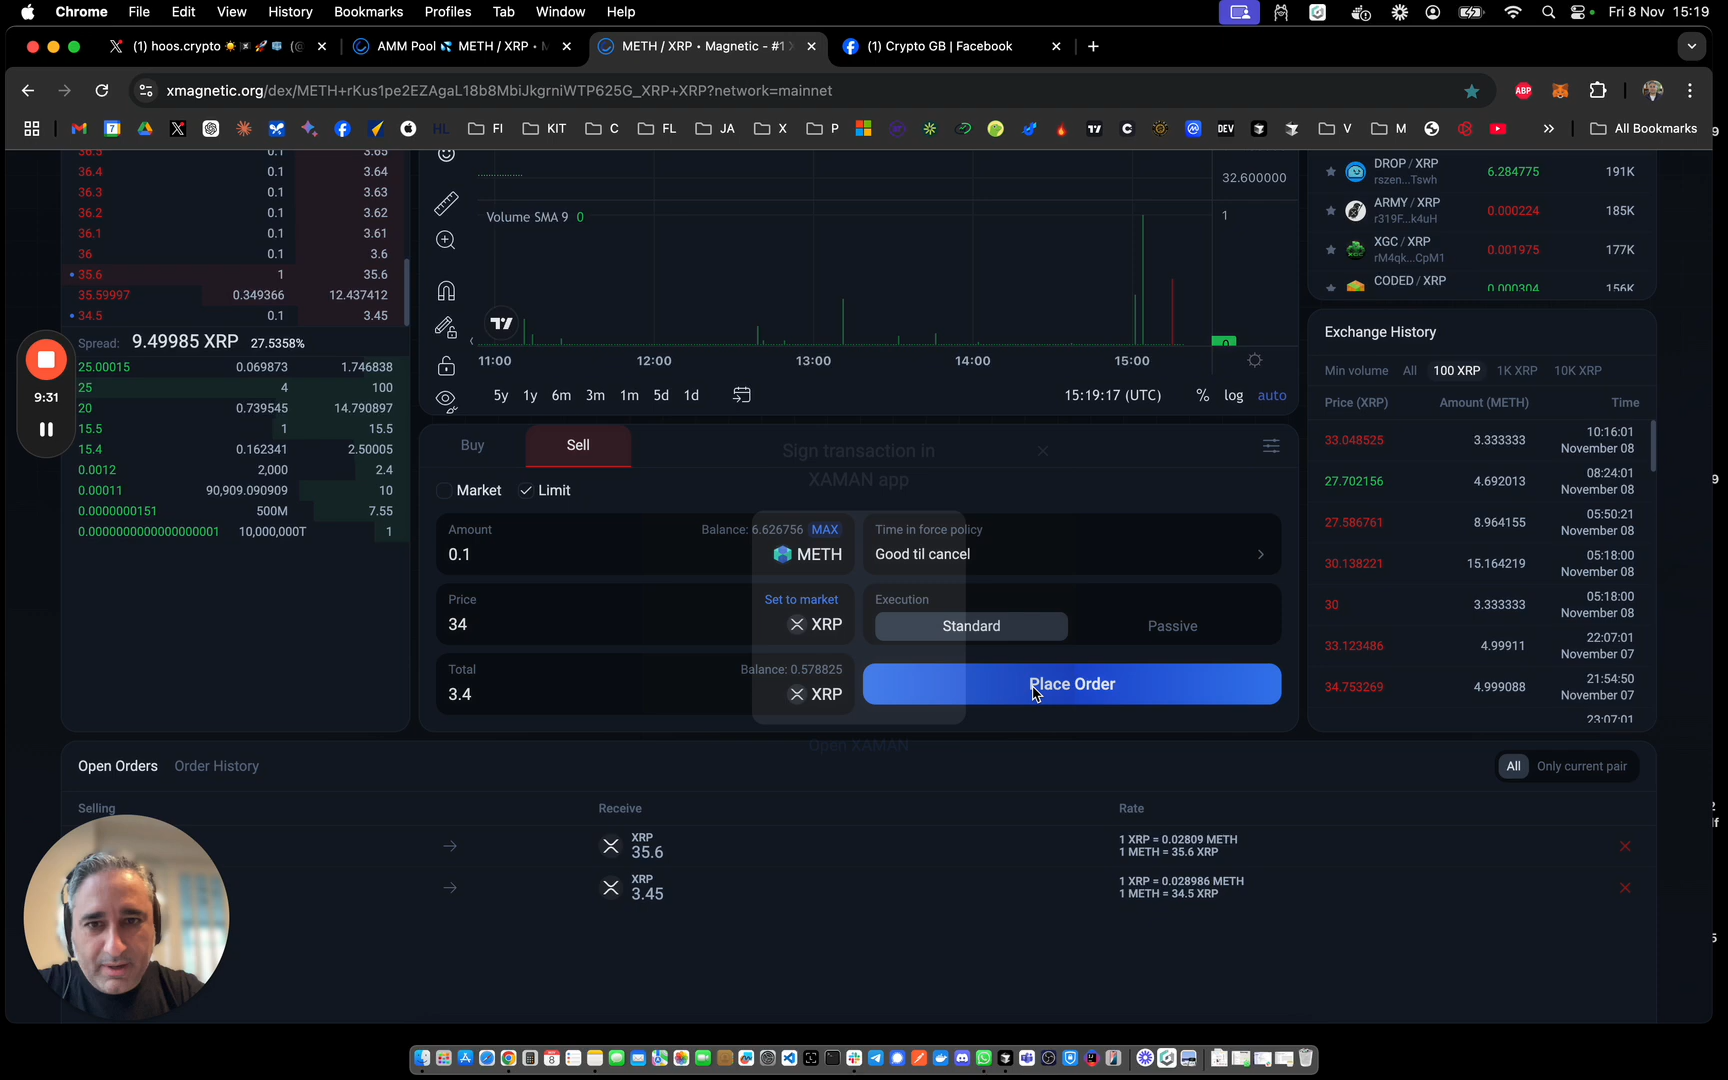 Chrome File Edit View History Bookmarks Profiles Tab Window Help Fri 8 Nov 15:19
(1) hoos.crypto AMM Pool METH / XRP • METH / XRP • Magnetic - #1 (1) Crypto GB | Facebook
xmagnetic.org/dex/METH+rKus1pe2EZAgaL18b8MbiJkgrniWTP625G_XRP+XRP?network=mainnet
HL FI KIT C FL JA X P DEV V M All Bookmarks
36.5 0.1 3.65
36.4 0.1 3.64
36.3 0.1 3.63
36.2 0.1 3.62
36.1 0.1 3.61
36 0.1 3.6
35.6 1 35.6
35.59997 0.349366 12.437412
34.5 0.1 3.45
Spread: 9.49985 XRP 27.5358%
25.00015 0.069873 1.746838
25 4 100
20 0.739545 14.790897
15.5 1 15.5
15.4 0.162341 2.50005
0.0012 2,000 2.4
0.00011 90,909.090909 10
0.0000000151 500M 7.55
0.0000000000000000001 10,000,000T 1
9:31
32.600000
Volume SMA 9 0
1
0
11:00 12:00 13:00 14:00 15:00
5y 1y 6m 3m 1m 5d 1d 15:19:17 (UTC) % log auto
Buy Sell
Sign transaction in
XAMAN app
Market Limit
Amount Balance: 6.626756 MAX
0.1 METH
Time in force policy
Good til cancel
Price Set to market
34 XRP
Execution
Standard Passive
Total Balance: 0.578825
3.4 XRP
Place Order
Open XAMAN
DROP / XRP 6.284775 191K
rszen...Tswh
ARMY / XRP 0.000224 185K
r319F...k4uH
XGC / XRP 0.001975 177K
rM4qk...CpM1
CODED / XRP 0.000304 156K
Exchange History
Min volume All 100 XRP 1K XRP 10K XRP
Price (XRP) Amount (METH) Time
33.048525 3.333333 10:16:01
November 08
27.702156 4.692013 08:24:01
November 08
27.586761 8.964155 05:50:21
November 08
30.138221 15.164219 05:18:00
November 08
30 3.333333 05:18:00
November 08
33.123486 4.99911 22:07:01
November 07
34.753269 4.999088 21:54:50
November 07
23:07:01
Open Orders Order History All Only current pair
Selling Receive Rate
XRP
35.6
1 XRP = 0.02809 METH
1 METH = 35.6 XRP
XRP
3.45
1 XRP = 0.028986 METH
1 METH = 34.5 XRP